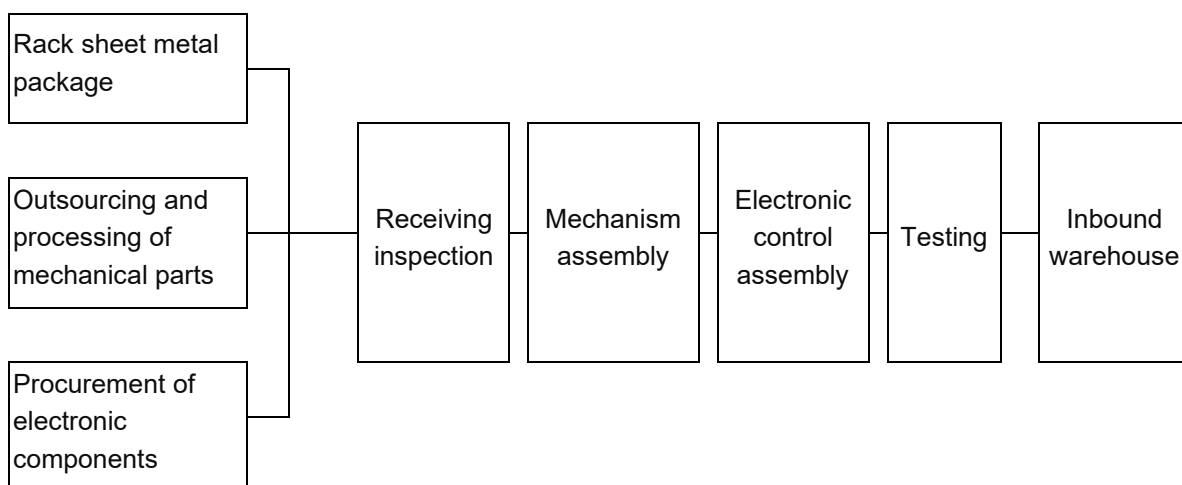 Rack sheet metal
package
Outsourcing and
processing of
mechanical parts
Procurement of
electronic
components
Receiving
inspection
Mechanism
assembly
Electronic
control
assembly
Testing
Inbound
warehouse